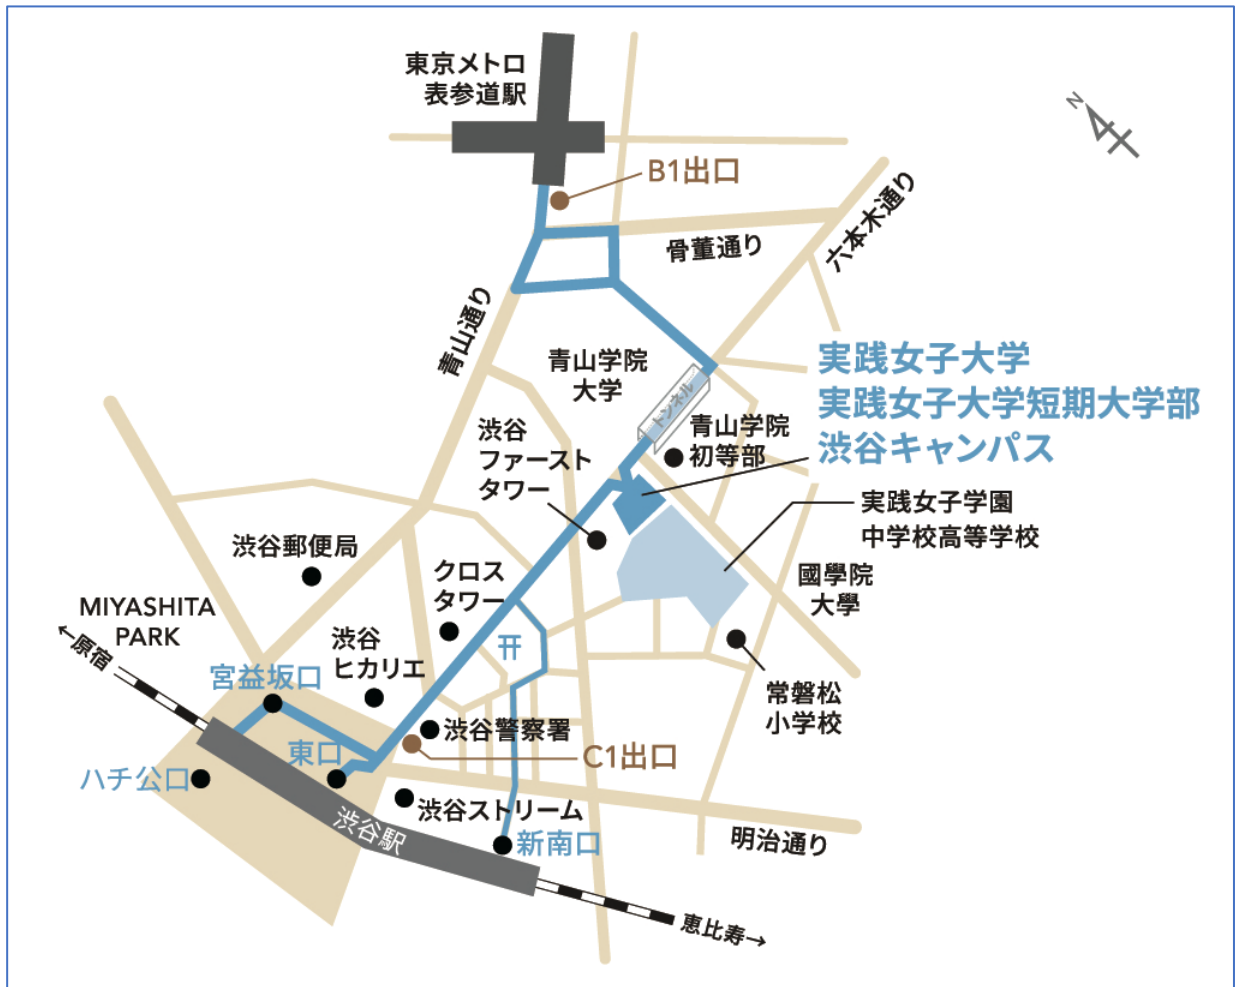 東京メトロ
表参道駅
N
B1出口
骨董通り
六本木通り
青山通り
青山学院
大学
トンネル
実践女子大学
実践女子大学短期大学部
渋谷キャンパス
青山学院
初等部
渋谷
ファースト
タワー
実践女子学園
中学校高等学校
渋谷郵便局
クロス
タワー
國學院
大學
MIYASHITA
PARK
←原宿
渋谷
ヒカリエ
宮益坂口
常磐松
小学校
渋谷警察署
東口
C1出口
ハチ公口
渋谷ストリーム
渋谷駅
新南口
明治通り
恵比寿→